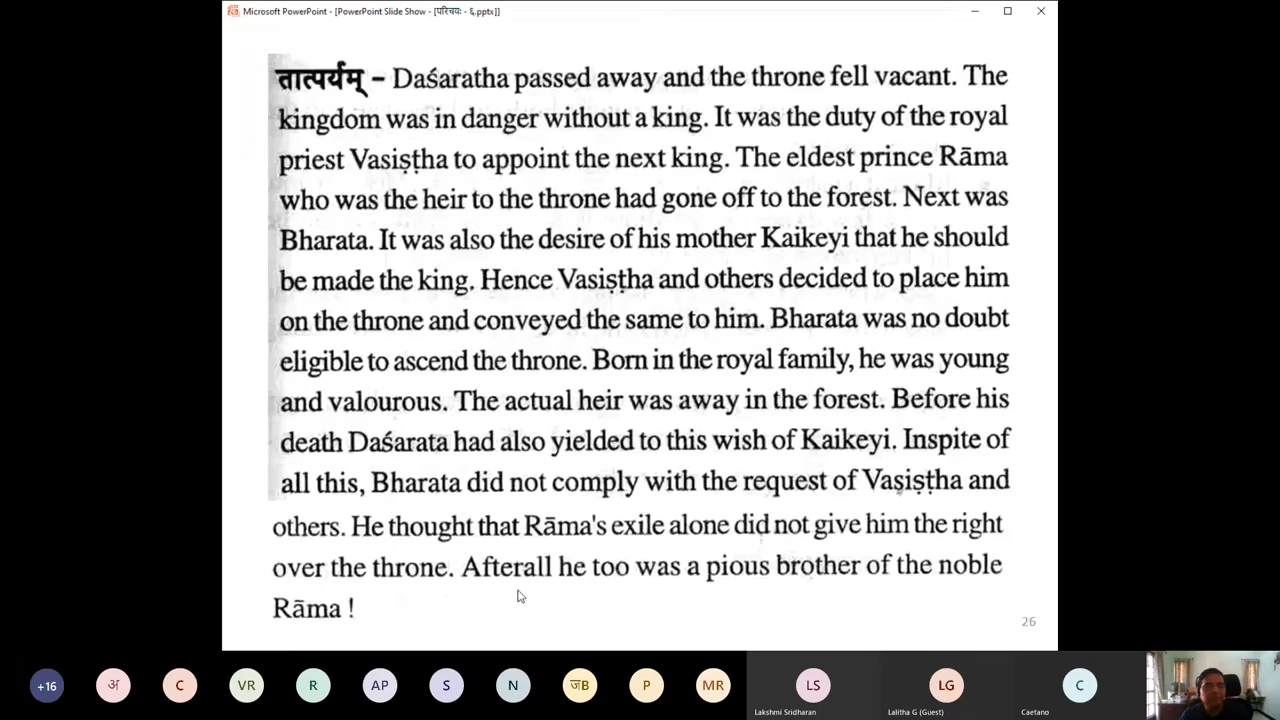 Microsoft PowerPoint - [PowerPoint Slide Show - [परिचयः - ६.pptx]]
तात्पर्यम् – Daśaratha passed away and the throne fell vacant. The
kingdom was in danger without a king. It was the duty of the royal
priest Vasiṣṭha to appoint the next king. The eldest prince Rāma
who was the heir to the throne had gone off to the forest. Next was
Bharata. It was also the desire of his mother Kaikeyi that he should
be made the king. Hence Vasiṣṭha and others decided to place him
on the throne and conveyed the same to him. Bharata was no doubt
eligible to ascend the throne. Born in the royal family, he was young
and valourous. The actual heir was away in the forest. Before his
death Daśarata had also yielded to this wish of Kaikeyi. Inspite of
all this, Bharata did not comply with the request of Vaṣiṣṭha and
others. He thought that Rāma's exile alone did not give him the right
over the throne. Afterall he too was a pious brother of the noble
Rāma !
26
+16 अ C VR R AP S N जB P MR LS LG C
Lakshmi Sridharan Lalitha G (Guest) Caetano